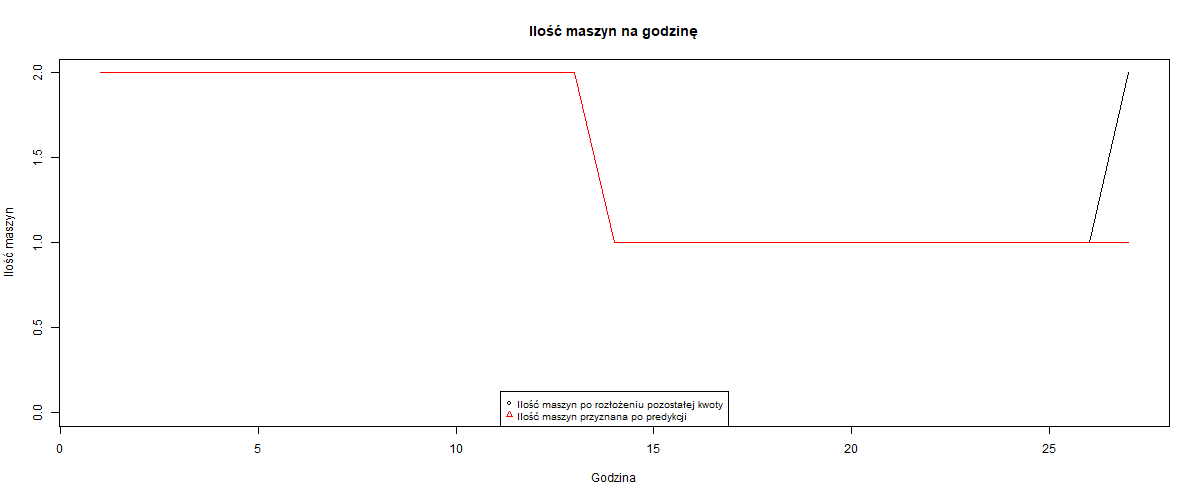 Ilość maszyn na godzinę
Ilość maszyn
2.0
1.5
1.0
0.5
0.0
Ilość maszyn po rozłożeniu pozostałej kwoty
Ilość maszyn przyznana po predykcji
0 5 10 15 20 25
Godzina